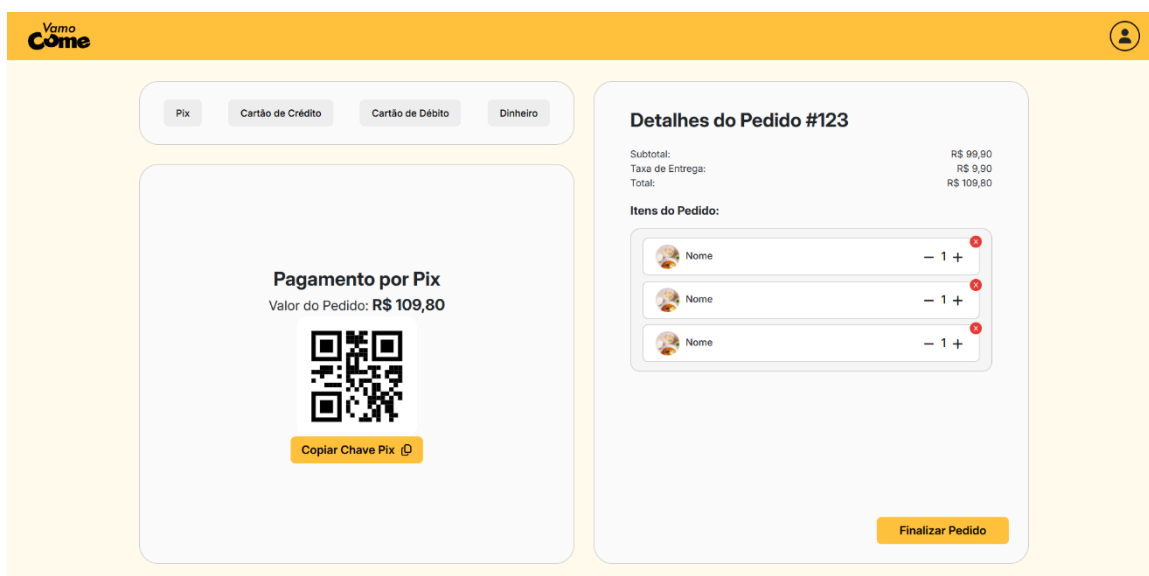 Vamo
Come
Pix Cartão de Crédito Cartão de Débito Dinheiro
Pagamento por Pix
Valor do Pedido: R$ 109,80
Copiar Chave Pix
Detalhes do Pedido #123
Subtotal: R$ 99,90
Taxa de Entrega: R$ 9,90
Total: R$ 109,80
Itens do Pedido:
Nome 1
Nome 1
Nome 1
Finalizar Pedido